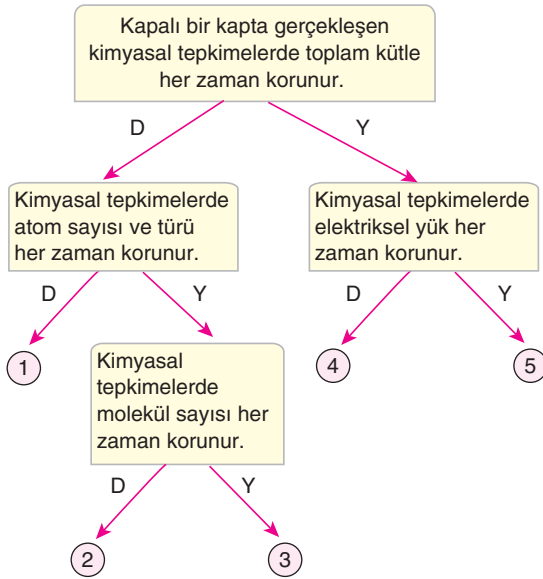 Kapalı bir kapta gerçekleşen
kimyasal tepkimelerde toplam kütle
her zaman korunur.
D
Y
Kimyasal tepkimelerde
atom sayısı ve türü
her zaman korunur.
Kimyasal tepkimelerde
elektriksel yük her
zaman korunur.
D
Y
D
Y
1
Kimyasal
tepkimelerde
molekül sayısı her
zaman korunur.
4
5
D
Y
2
3